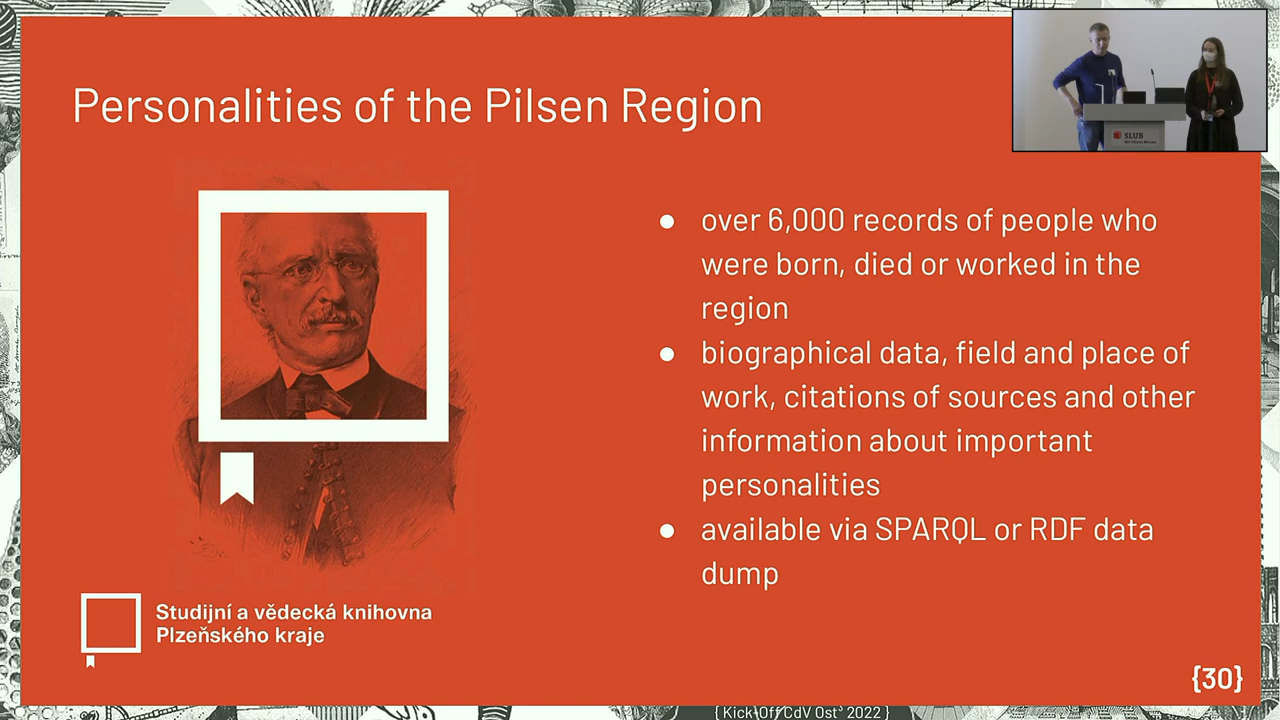 Personalities of the Pilsen Region
SLUB
● over 6,000 records of people who
were born, died or worked in the
region
● biographical data, field and place of
work, citations of sources and other
information about important
personalities
● available via SPARQL or RDF data
dump
Studijní a vědecká knihovna
Plzeňského kraje
{30}
{ Kick-Off CdV Ost³ 2022 }